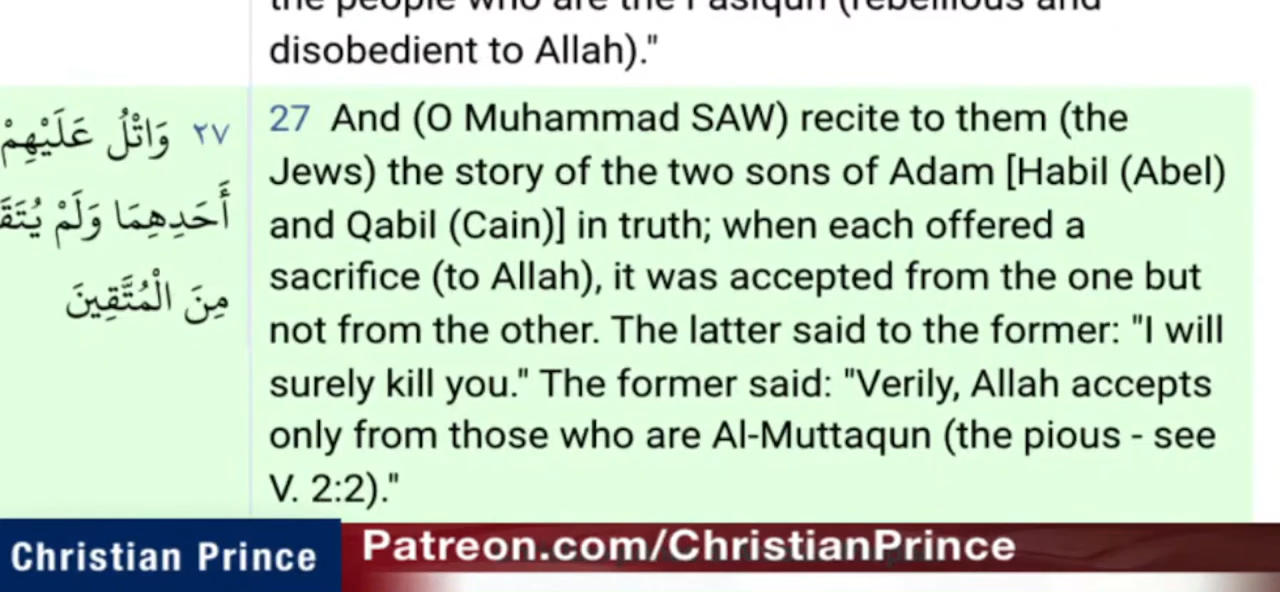 disobedient to Allah)."
27 And (O Muhammad SAW) recite to them (the
Jews) the story of the two sons of Adam [Habil (Abel)
and Qabil (Cain)] in truth; when each offered a
sacrifice (to Allah), it was accepted from the one but
not from the other. The latter said to the former: "I will
surely kill you." The former said: "Verily, Allah accepts
only from those who are Al-Muttaqun (the pious - see
V. 2:2)."
٢٧ وَاتْلُ عَلَيْهِمْ
أَحَدِهِمَا وَلَمْ
مِنَ الْمُتَّقِينَ
Christian Prince
Patreon.com/ChristianPrince